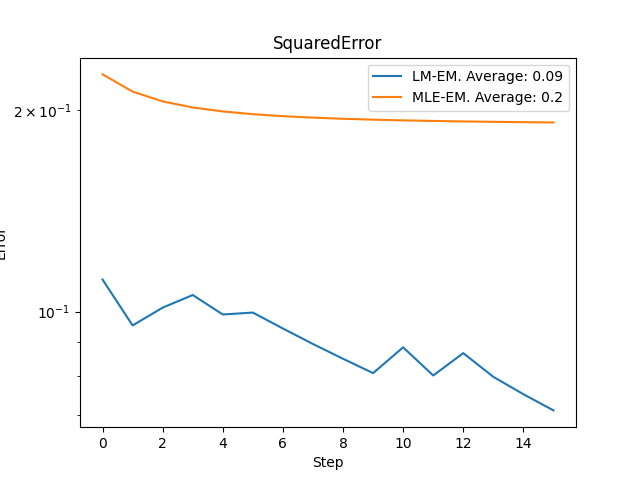 SquaredError
LM-EM. Average: 0.09
MLE-EM. Average: 0.2
2 × 10⁻¹
10⁻¹
Error
0 2 4 6 8 10 12 14
Step